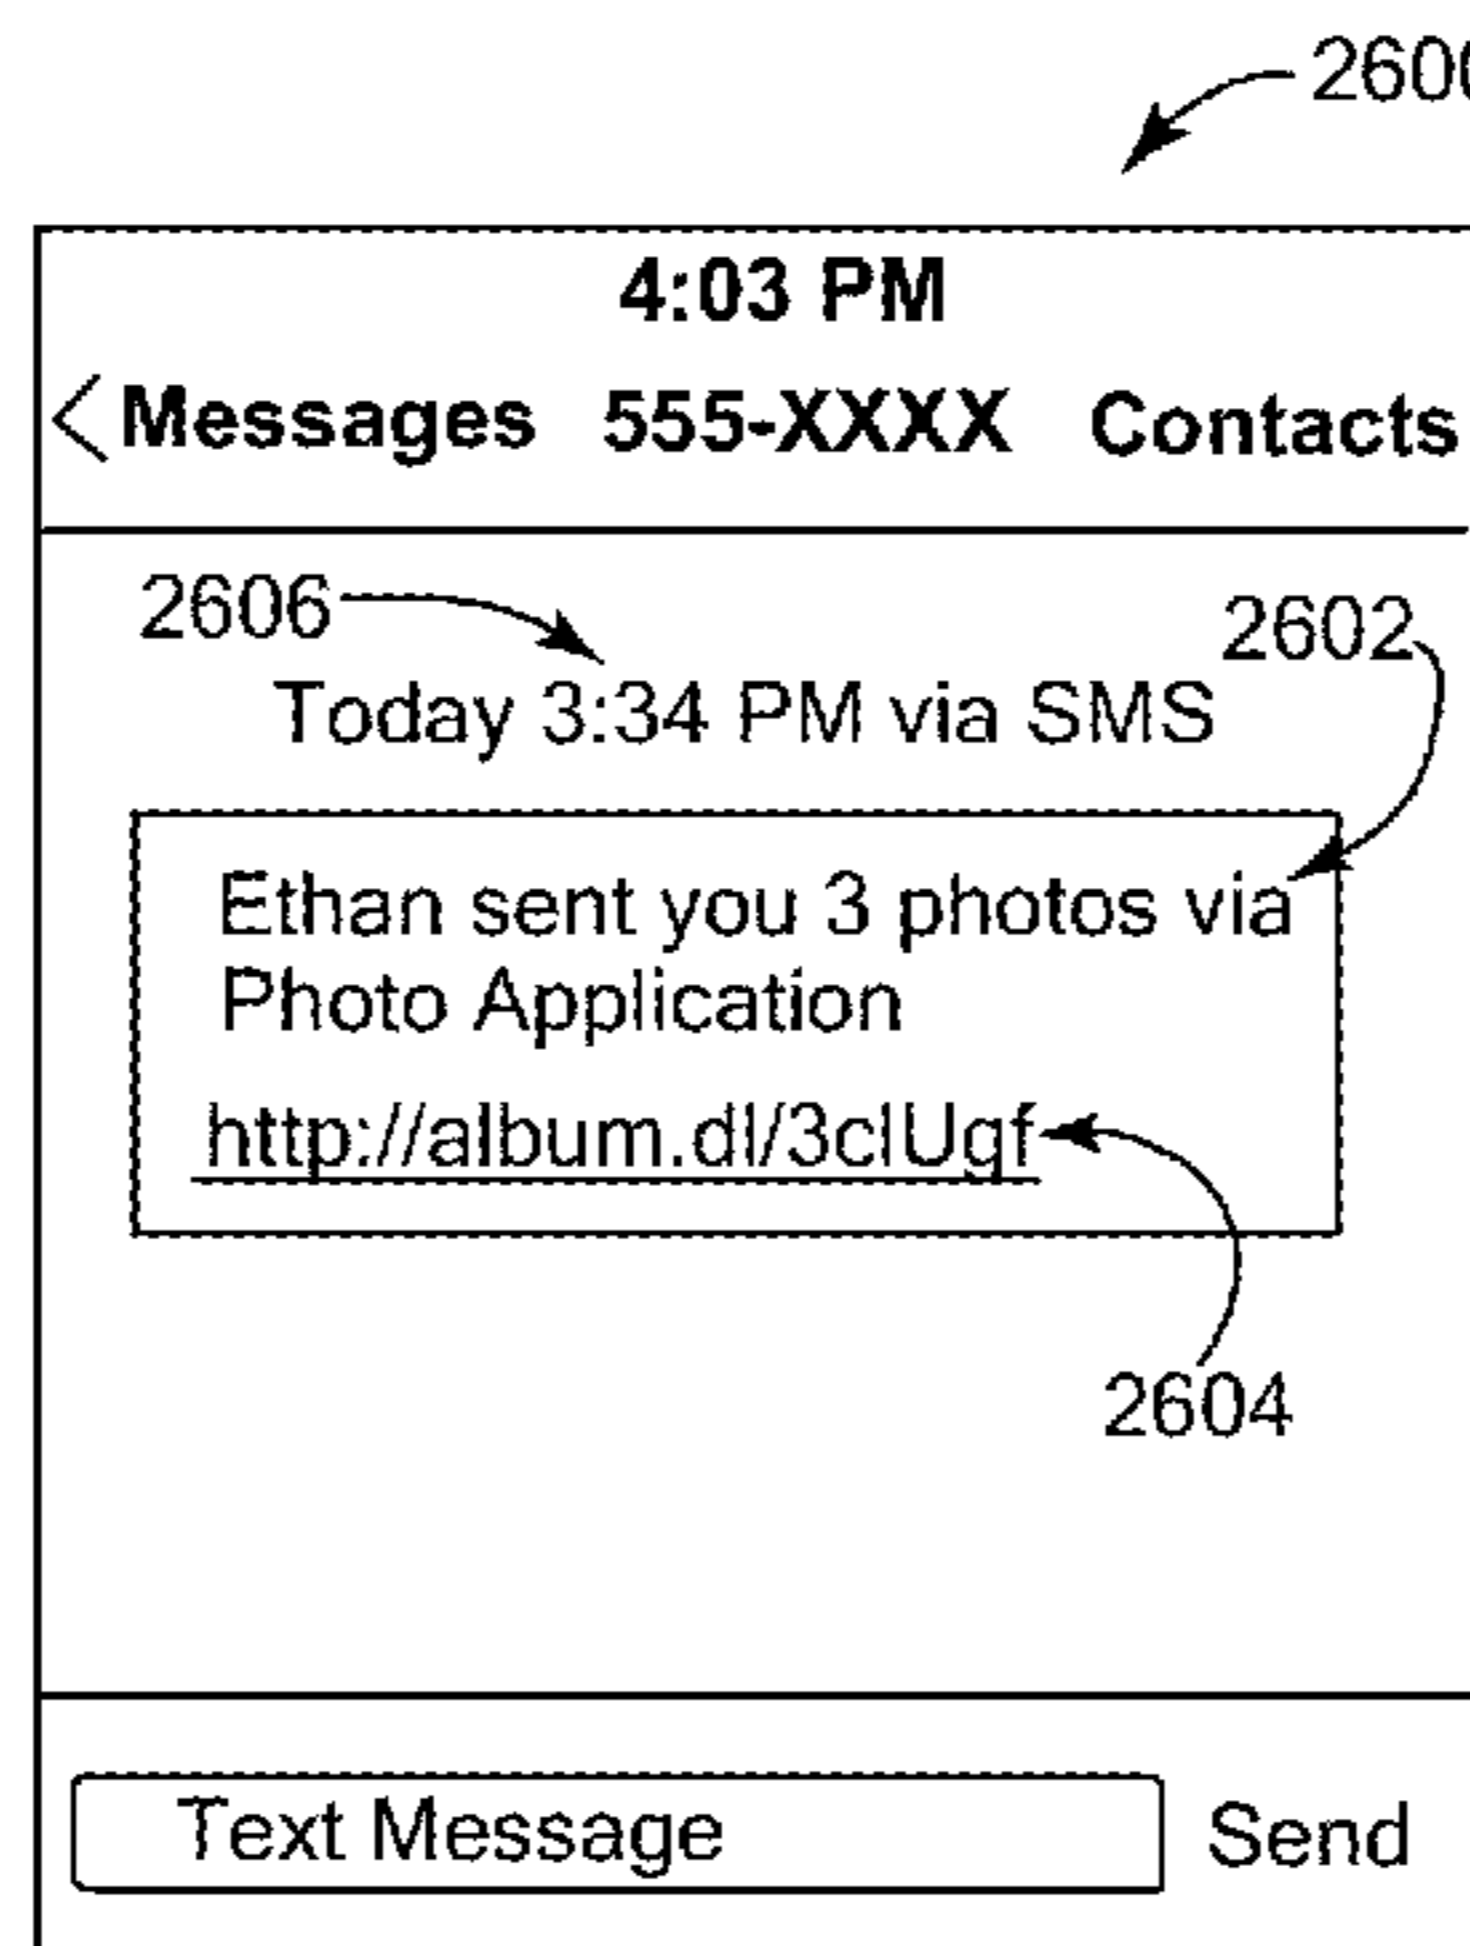 2600
4:03 PM
Messages 555-XXXX Contacts
2606
2602
Today 3:34 PM via SMS
Ethan sent you 3 photos via
Photo Application
http://album.dl/3clUgf
2604
Text Message Send